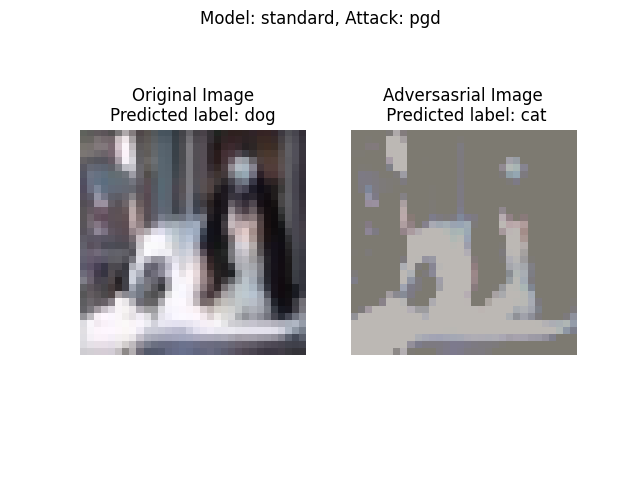 Model: standard, Attack: pgd
Original Image
Predicted label: dog
Adversasrial Image
Predicted label: cat